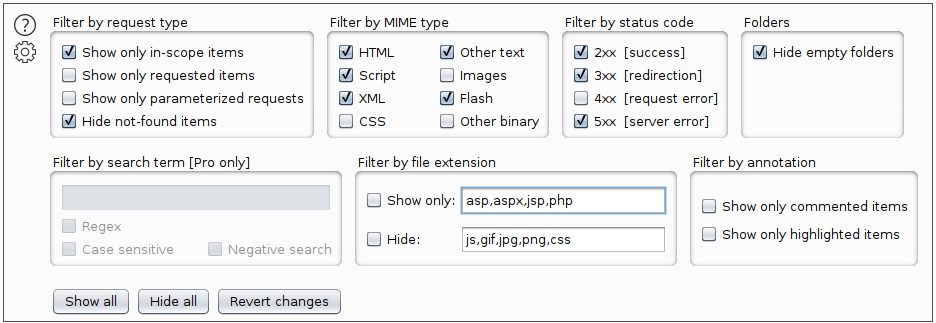 Filter by request type
Show only in-scope items
Show only requested items
Show only parameterized requests
Hide not-found items
Filter by MIME type
HTML
Other text
Script
Images
XML
Flash
CSS
Other binary
Filter by status code
2xx [success]
3xx [redirection]
4xx [request error]
5xx [server error]
Folders
Hide empty folders
Filter by search term [Pro only]
Regex
Case sensitive
Negative search
Filter by file extension
Show only: asp,aspx,jsp,php
Hide: js,gif,jpg,png,css
Filter by annotation
Show only commented items
Show only highlighted items
Show all
Hide all
Revert changes